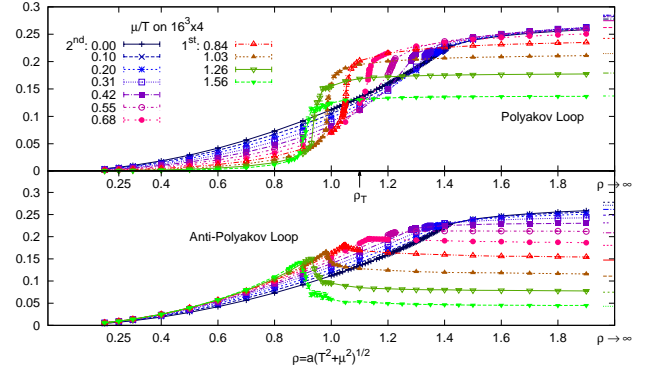 μ/T on 16³x4
2nd: 0.00
0.10
0.20
0.31
0.42
0.55
0.68
1st: 0.84
1.03
1.26
1.56
0.3
0.25
0.2
0.15
0.1
0.05
0
Polyakov Loop
0.25 0.4 0.6 0.8 1.0 1.2 1.4 1.6 1.8 ρ → ∞
ρT
0.3
0.25
0.2
0.15
0.1
0.05
0
Anti-Polyakov Loop
0.25 0.4 0.6 0.8 1.0 1.2 1.4 1.6 1.8 ρ → ∞
ρ=a(T²+μ²)^1/2